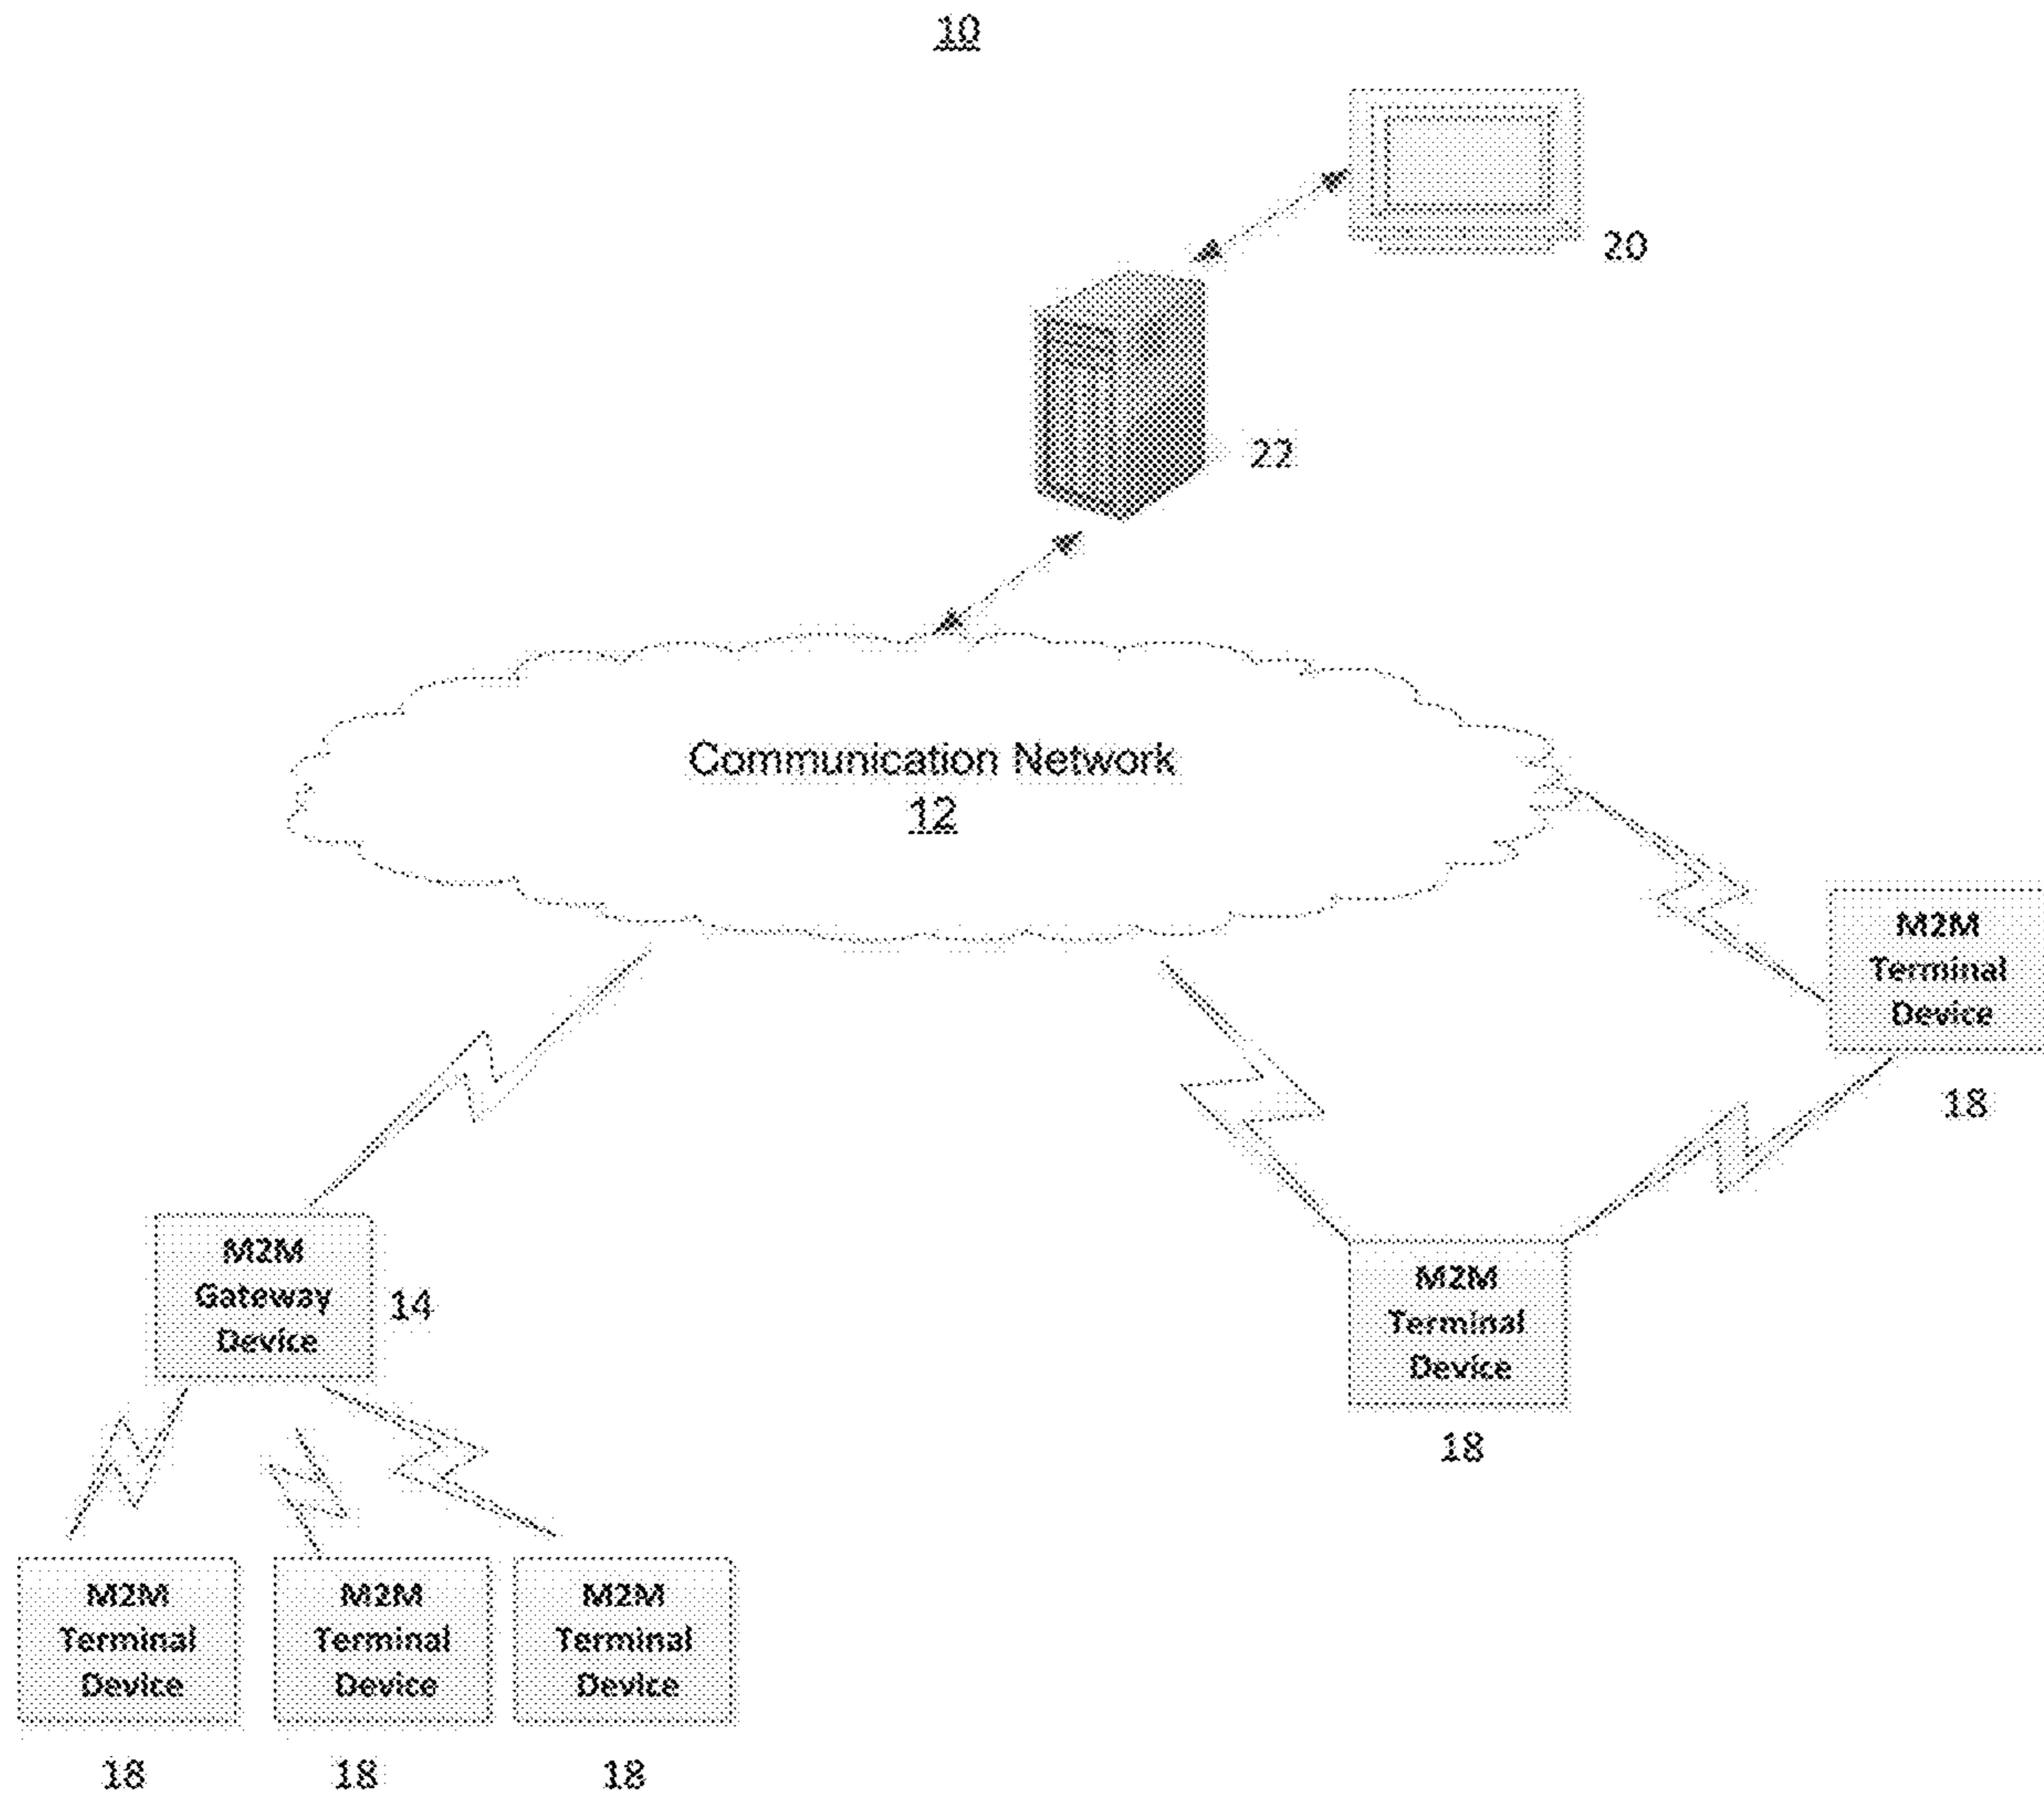 10
20
22
Communication Network
12
M2M
Terminal
Device
18
M2M
Gateway
Device
14
M2M
Terminal
Device
18
M2M
Terminal
Device
18
M2M
Terminal
Device
18
M2M
Terminal
Device
18